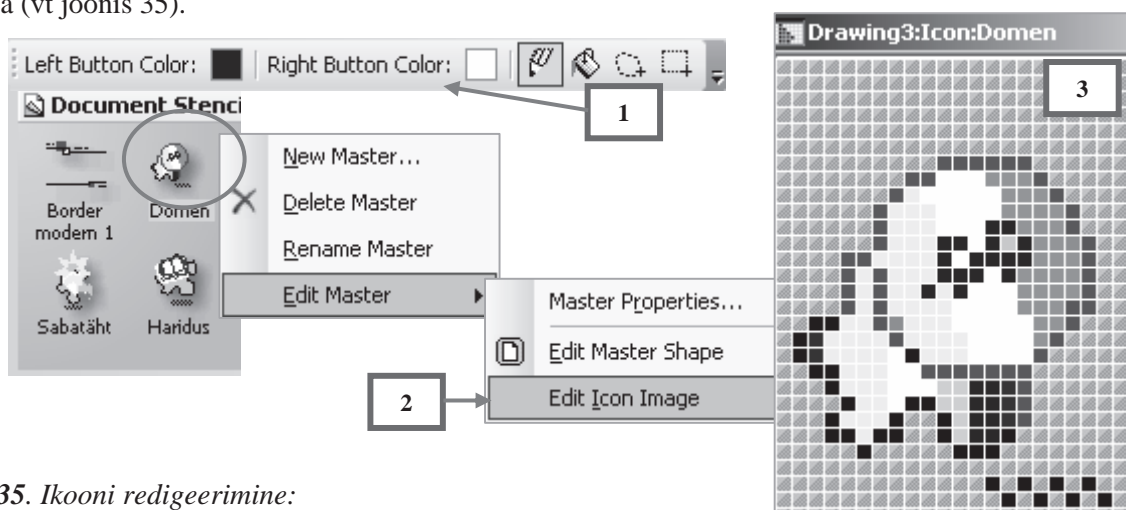 a (vt joonis 35).
Drawing3:Icon:Domen
Left Button Color: Right Button Color:
1
3
Document Stenci
Border modern 1
Domen
Sabatäht
Haridus
New Master...
Delete Master
Rename Master
Edit Master
Master Properties...
Edit Master Shape
Edit Icon Image
2
35. Ikooni redigeerimine: